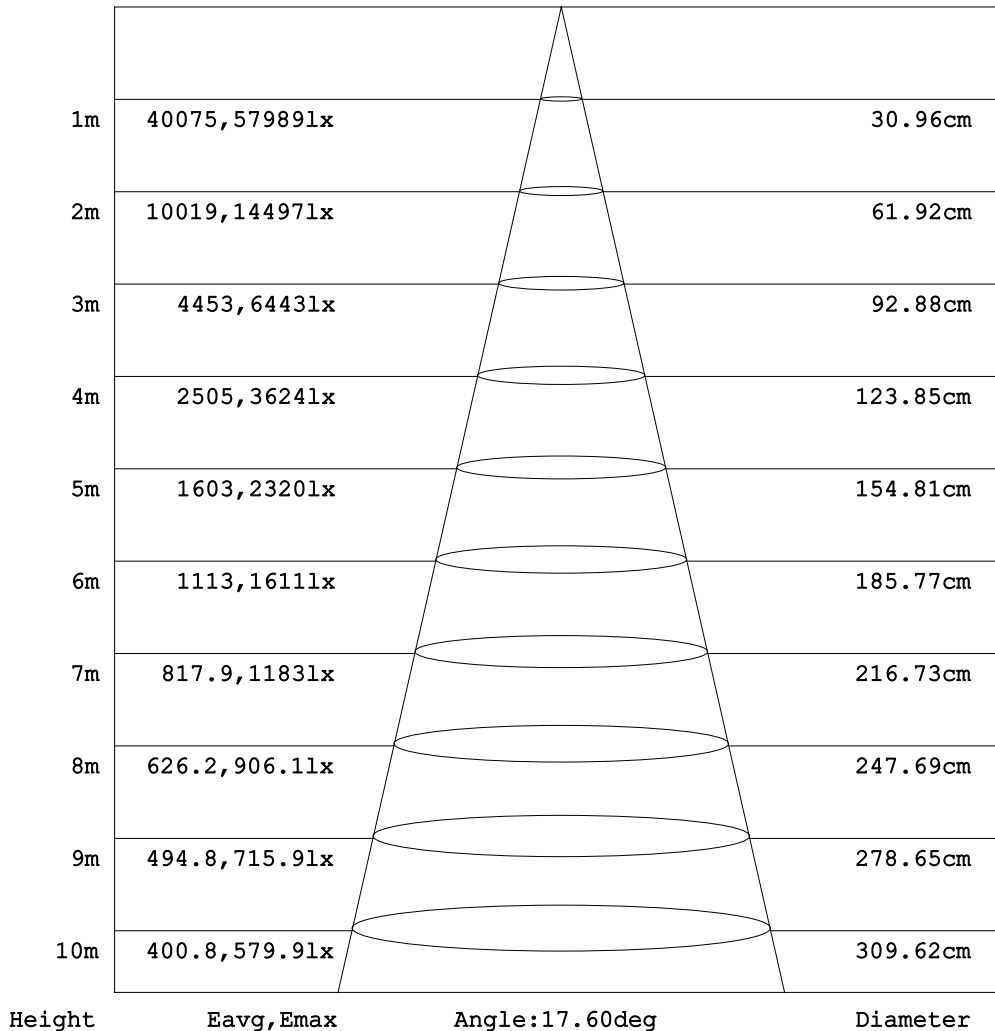 1m 40075,57989lx 30.96cm
2m 10019,14497lx 61.92cm
3m 4453,6443lx 92.88cm
4m 2505,3624lx 123.85cm
5m 1603,2320lx 154.81cm
6m 1113,1611lx 185.77cm
7m 817.9,1183lx 216.73cm
8m 626.2,906.1lx 247.69cm
9m 494.8,715.9lx 278.65cm
10m 400.8,579.9lx 309.62cm
Height Eavg,Emax Angle:17.60deg Diameter